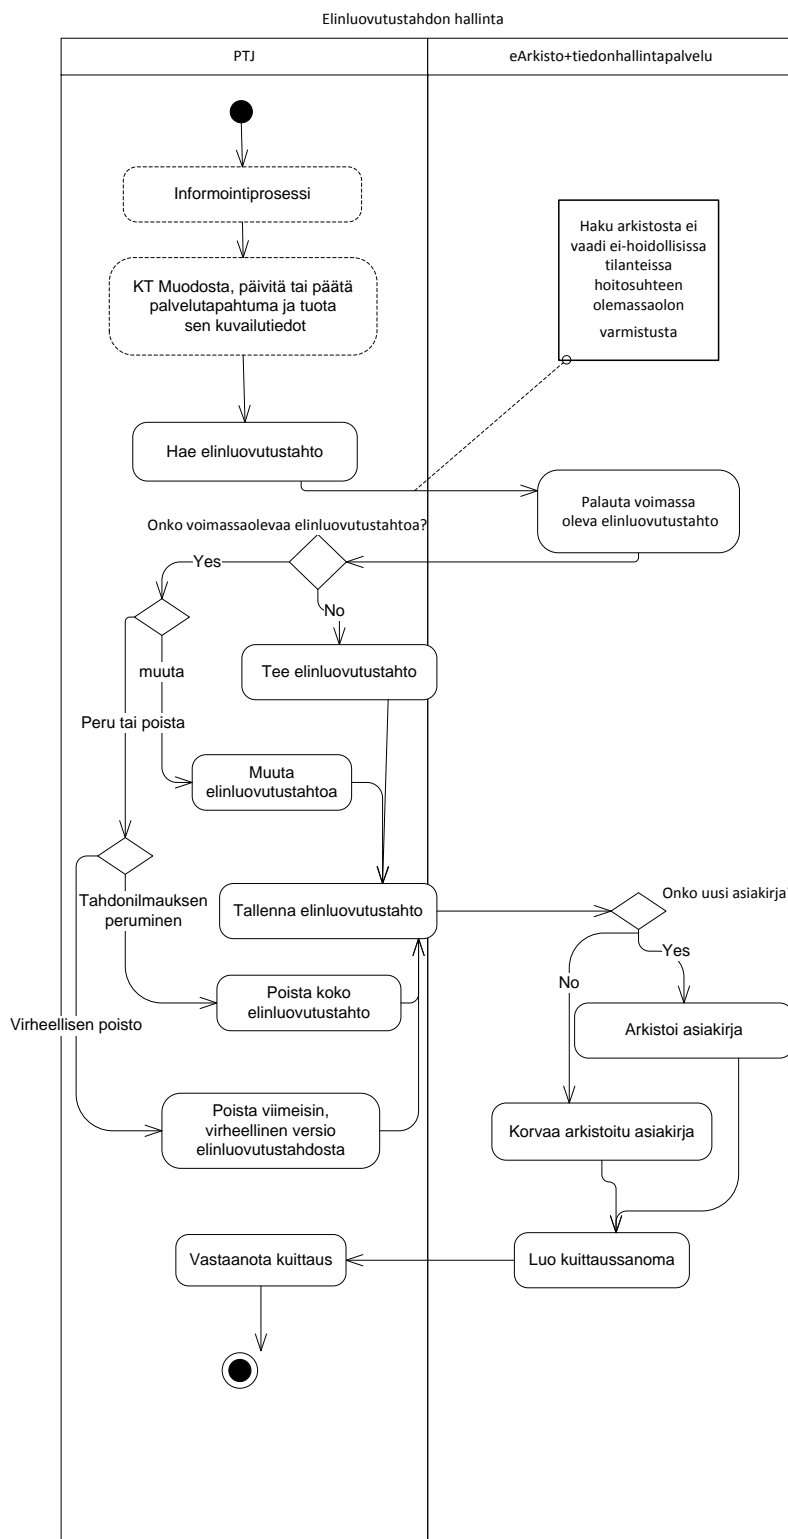 Elinluovutustahdon hallinta
PTJ
eArkisto+tiedonhallintapalvelu
Informointiprosessi
KT Muodosta, päivitä tai päätä
palvelutapahtuma ja tuota
sen kuvailutiedot
Haku arkistosta ei
vaadi ei-hoidollisissa
tilanteissa
hoitosuhteen
olemassaolon
varmistusta
Hae elinluovutustahto
Palauta voimassa
oleva elinluovutustahto
Onko voimassaolevaa elinluovutustahtoa?
Yes
No
Tee elinluovutustahto
muuta
Peru tai poista
Muuta
elinluovutustahtoa
Tahdonilmauksen
peruminen
Tallenna elinluovutustahto
Onko uusi asiakirja?
Yes
No
Poista koko
elinluovutustahto
Virheellisen poisto
Arkistoi asiakirja
Poista viimeisin,
virheellinen versio
elinluovutustahdosta
Korvaa arkistoitu asiakirja
Vastaanota kuittaus
Luo kuittaussanoma